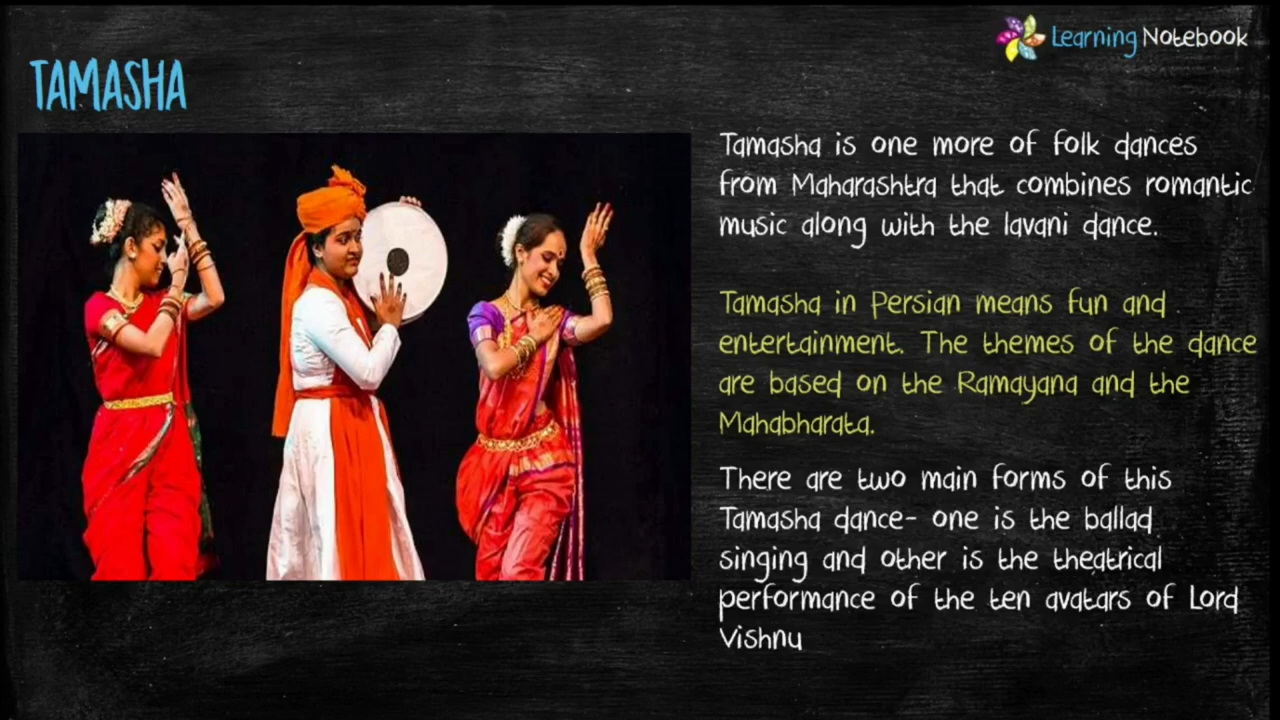 Learning Notebook
TAMASHA
Tamasha is one more of folk dances
from Maharashtra that combines romantic
music along with the lavani dance.
Tamasha in Persian means fun and
entertainment. The themes of the dance
are based on the Ramayana and the
Mahabharata.
There are two main forms of this
Tamasha dance- one is the ballad
singing and other is the theatrical
performance of the ten avatars of Lord
Vishnu